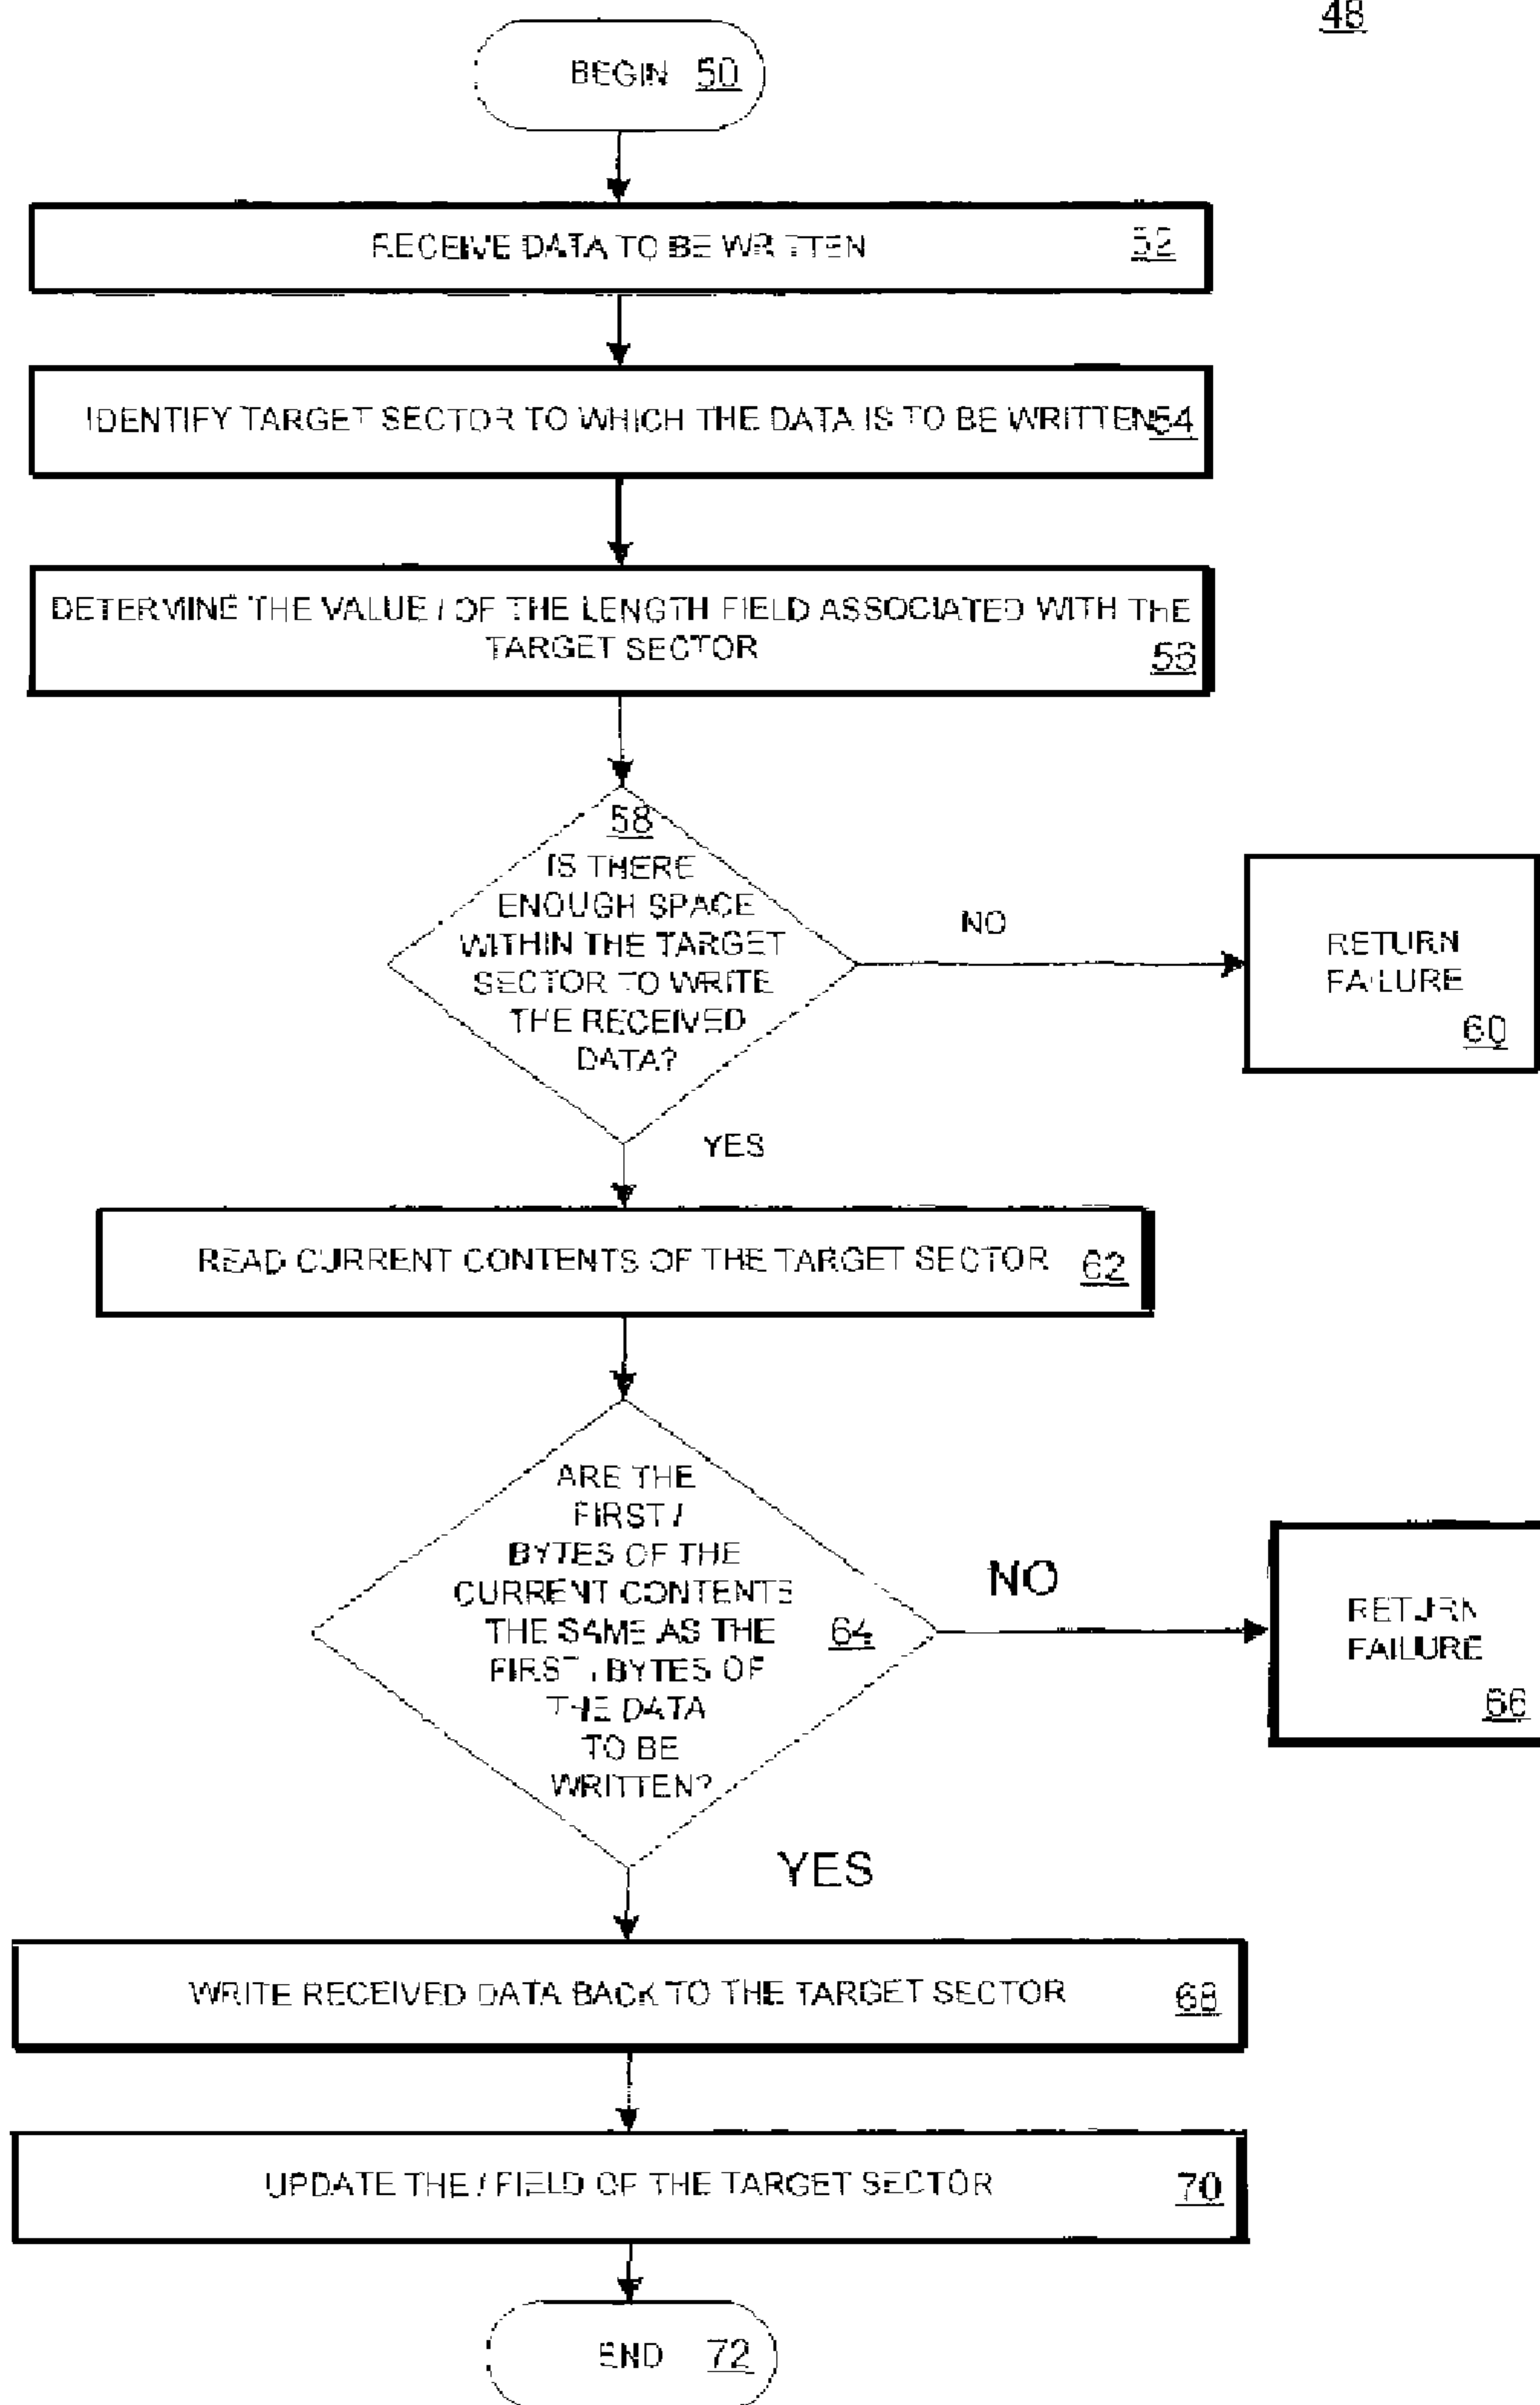 48
BEGIN 50
RECEIVE DATA TO BE WRITTEN 52
IDENTIFY TARGET SECTOR TO WHICH THE DATA IS TO BE WRITTEN 54
DETERMINE THE VALUE l OF THE LENGTH FIELD ASSOCIATED WITH THE
TARGET SECTOR 56
58
IS THERE
ENOUGH SPACE
WITHIN THE TARGET
SECTOR TO WRITE
THE RECEIVED
DATA?
NO
RETURN
FAILURE
60
YES
READ CURRENT CONTENTS OF THE TARGET SECTOR 62
ARE THE
FIRST l
BYTES OF THE
CURRENT CONTENTS
THE SAME AS THE 64
FIRST l BYTES OF
THE DATA
TO BE
WRITTEN?
NO
RETURN
FAILURE
66
YES
WRITE RECEIVED DATA BACK TO THE TARGET SECTOR 68
UPDATE THE l FIELD OF THE TARGET SECTOR 70
END 72